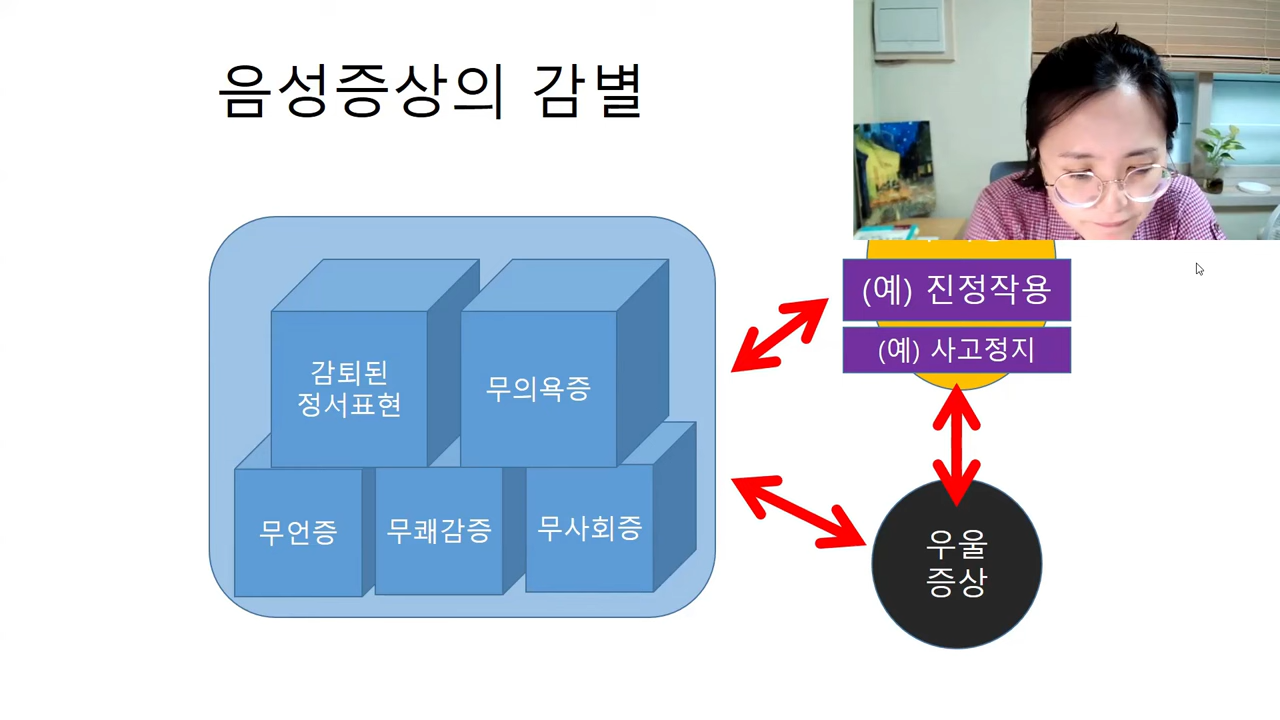 음성증상의 감별
감퇴된
정서표현
무의욕증
무언증
무쾌감증
무사회증
(예) 진정작용
(예) 사고정지
우울
증상